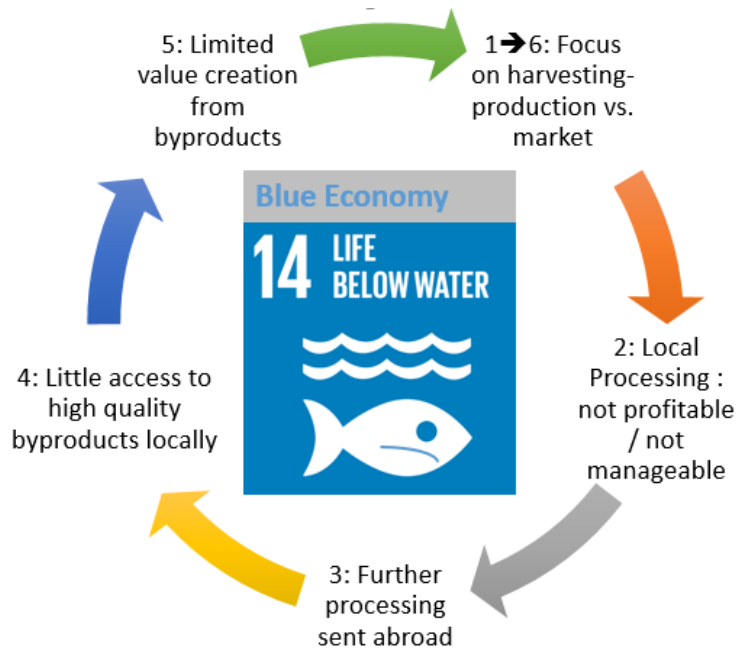 5: Limited
value creation
from
byproducts
1➔6: Focus
on harvesting-
production vs.
market
Blue Economy
14 LIFE
BELOW WATER
2: Local
Processing :
not profitable
/ not
manageable
4: Little access to
high quality
byproducts locally
3: Further
processing
sent abroad